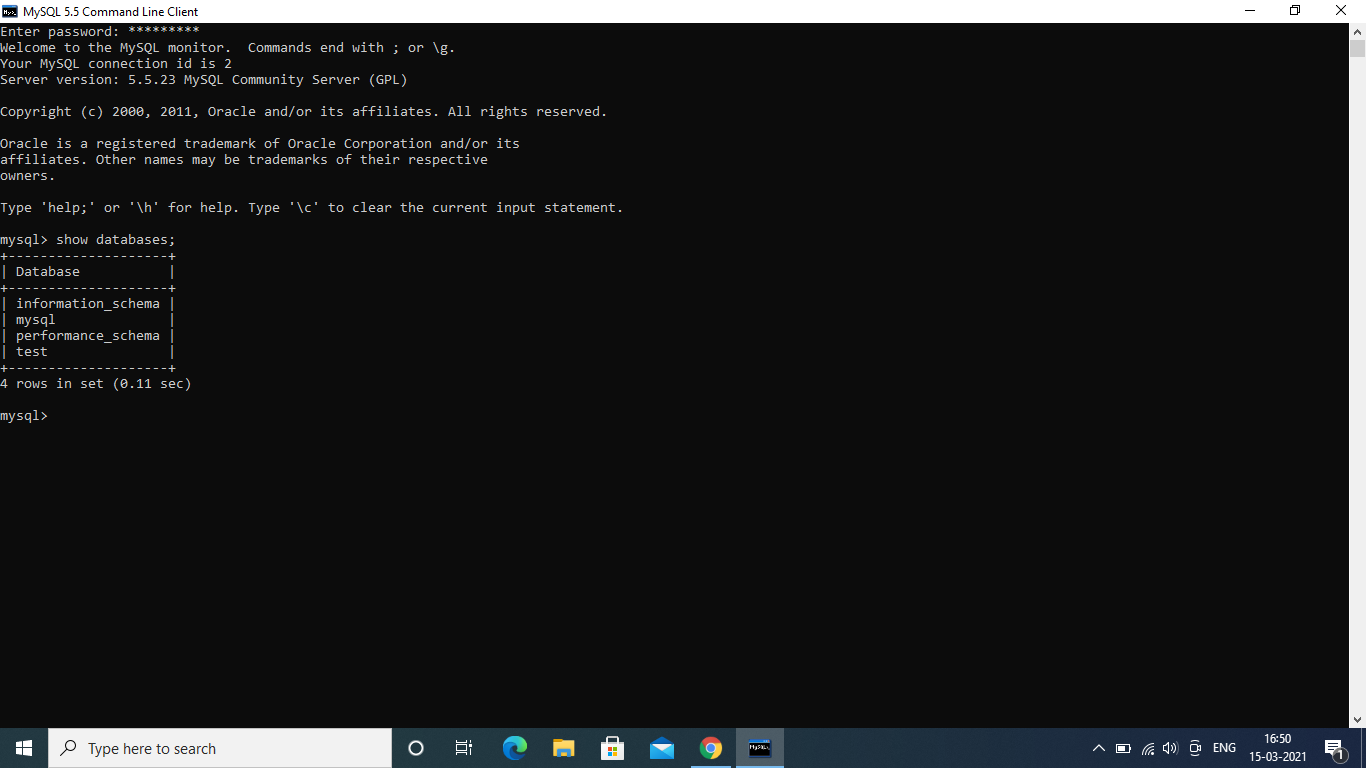 MySQL 5.5 Command Line Client
Enter password: *********
Welcome to the MySQL monitor.  Commands end with ; or \g.
Your MySQL connection id is 2
Server version: 5.5.23 MySQL Community Server (GPL)
Copyright (c) 2000, 2011, Oracle and/or its affiliates. All rights reserved.
Oracle is a registered trademark of Oracle Corporation and/or its
affiliates. Other names may be trademarks of their respective
owners.
Type 'help;' or '\h' for help. Type '\c' to clear the current input statement.
mysql> show databases;
+--------------------+
| Database           |
+--------------------+
| information_schema |
| mysql              |
| performance_schema |
| test               |
+--------------------+
4 rows in set (0.11 sec)
mysql>
Type here to search
ENG
16:50
15-03-2021
1